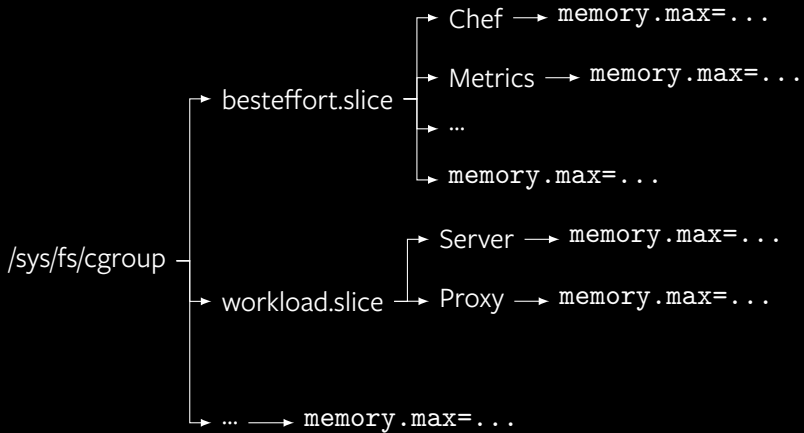 Chef memory.max=...
Metrics memory.max=...
besteffort.slice
...
memory.max=...
Server memory.max=...
/sys/fs/cgroup
workload.slice
Proxy memory.max=...
... memory.max=...